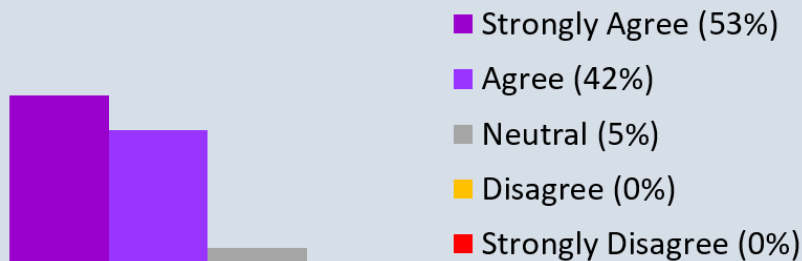 Strongly Agree (53%)
Agree (42%)
Neutral (5%)
Disagree (0%)
Strongly Disagree (0%)